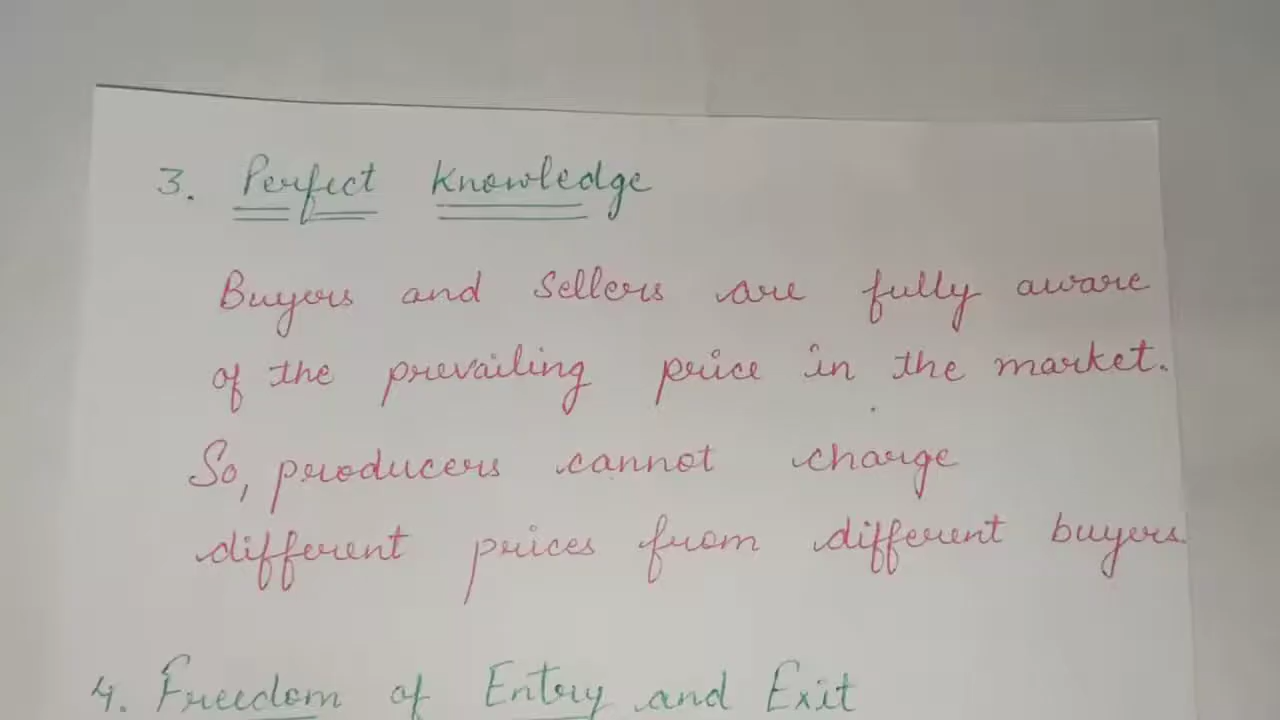 3. Perfect Knowledge
Buyers and Sellers are fully aware
of the prevailing price in the market.
So, producers cannot charge
different prices from different buyers.
4. Freedom of Entry and Exit